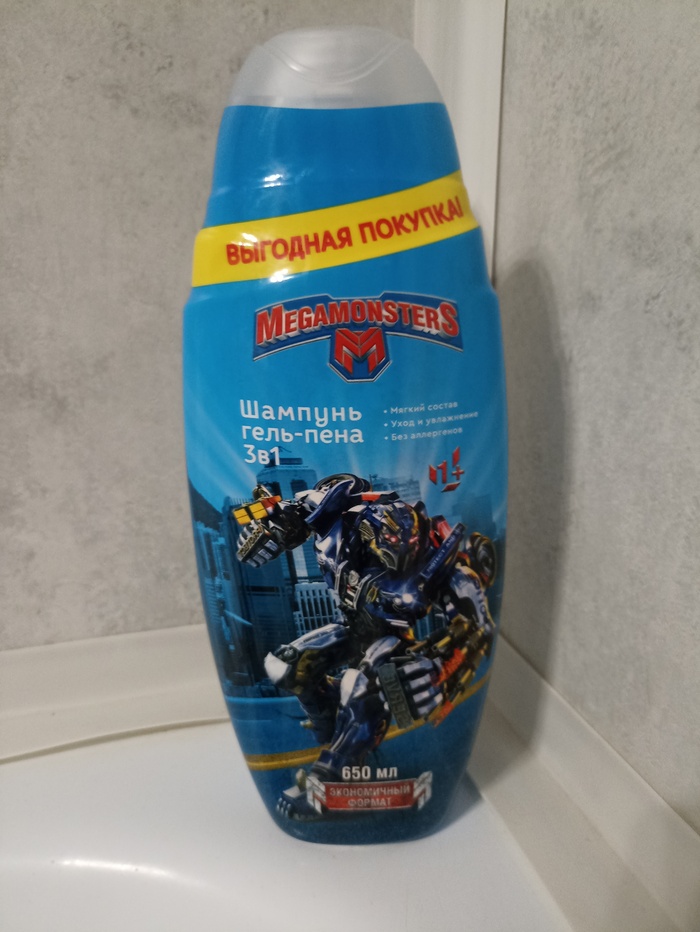 ВЫГОДНАЯ ПОКУПКА!
MEGAMONSTERS
M
Шампунь
гель-пена
3в1
• Мягкий состав
• Уход и увлажнение
• Без аллергенов
1+
650 мл
ЭКОНОМИЧНЫЙ
ФОРМАТ